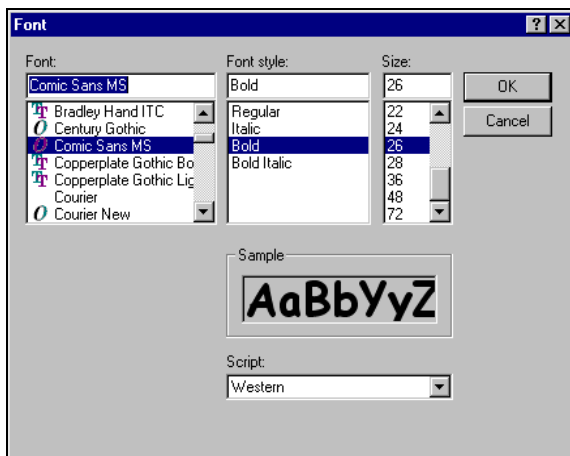 Font
Font:
Font style:
Size:
Comic Sans MS
Bold
26
OK
Cancel
Bradley Hand ITC
Century Gothic
Comic Sans MS
Copperplate Gothic Bo
Copperplate Gothic Lig
Courier
Courier New
Regular
Italic
Bold
Bold Italic
22
24
26
28
36
48
72
Sample
AaBbYyZ
Script:
Western